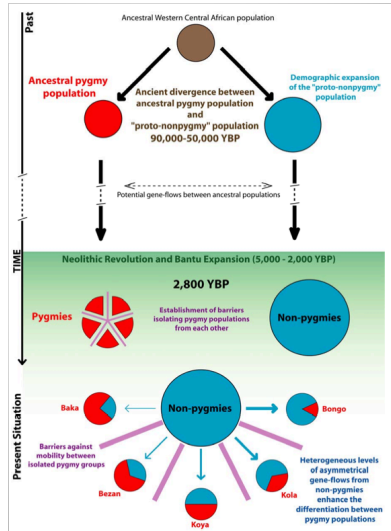 Past
Ancestral Western Central African population
Ancestral pygmy
population
Demographic expansion
of the "proto-nonpygmy"
population
Ancient divergence between
ancestral pygmy population
and
"proto-nonpygmy" population
90,000-50,000 YBP
Potential gene-flows between ancestral populations
TIME
Neolithic Revolution and Bantu Expansion (5,000 - 2,000 YBP)
2,800 YBP
Pygmies
Establishment of barriers
isolating pygmy populations
from each other
Non-pygmies
Present Situation
Baka
Non-pygmies
Bongo
Barriers against
mobility between
isolated pygmy groups
Bezan
Koya
Kola
Heterogeneous levels
of asymmetrical
gene-flows from
non-pygmies
enhance the
differentiation between
pygmy populations